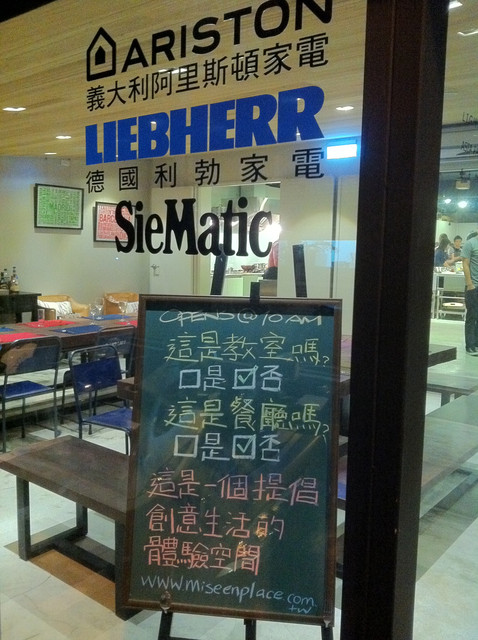 ARISTON
義大利阿里斯頓家電
LIEBHERR
德國利勃家電
SieMatic
OPENS @ 10 AM
這是教室嗎?
□是 ☑否
這是餐廳嗎?
□是 ☑否
這是一個提倡
創意生活的
體驗空間
www.miseenplace.com.tw